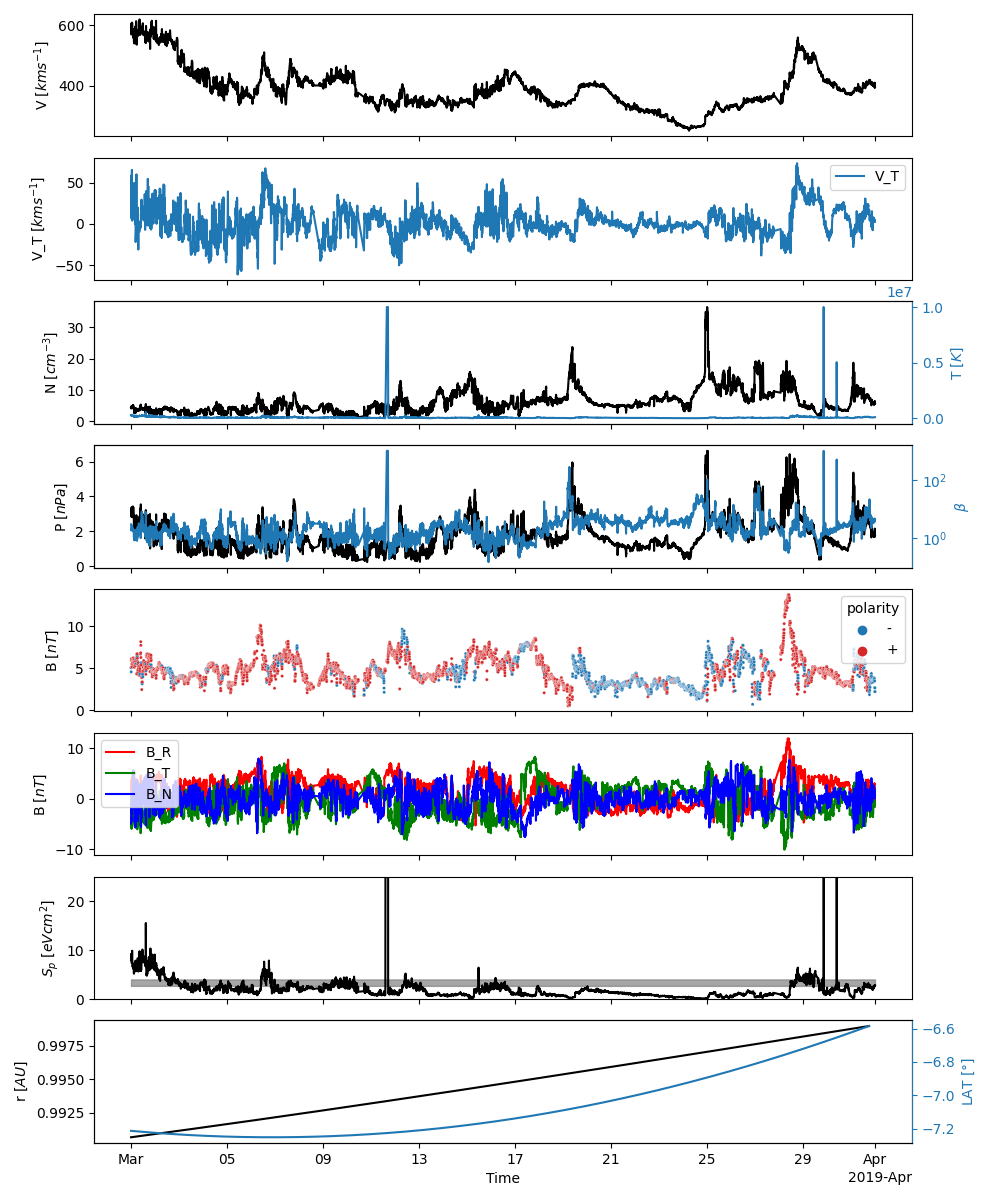 600
400
V [kms⁻¹]
50
0
−50
V_T [kms⁻¹]
V_T
1e7
30
20
10
0
N [cm⁻³]
1.0
0.5
0.0
T [K]
6
4
2
0
P [nPa]
10²
10⁰
β
10
5
0
B [nT]
polarity
-
+
10
0
−10
B [nT]
B_R
B_T
B_N
20
10
0
Sₚ [eVcm²]
0.9975
0.9950
0.9925
r [AU]
−6.6
−6.8
−7.0
−7.2
LAT [°]
Mar 05 09 13 17 21 25 29 Apr
Time
2019-Apr